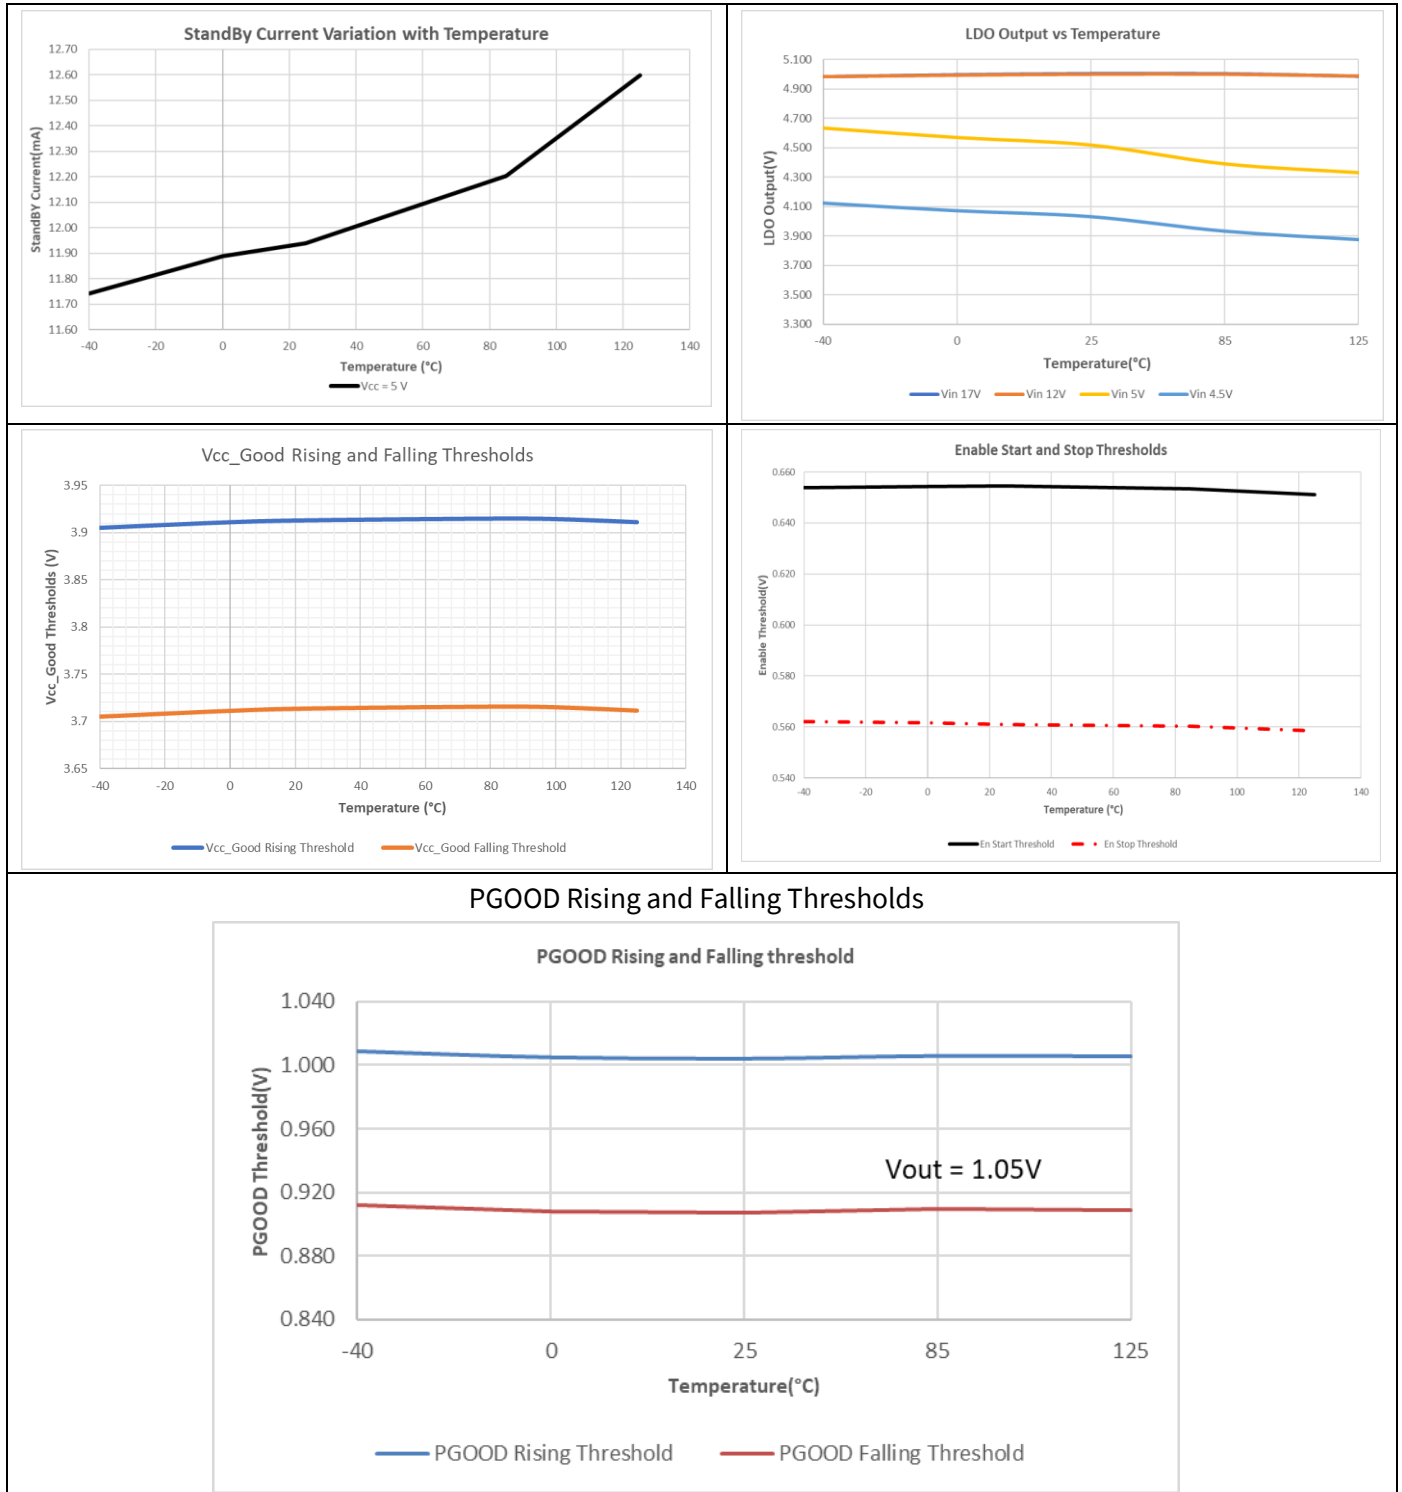 StandBy Current Variation with Temperature
12.70
12.60
12.50
12.40
12.30
12.20
12.10
12.00
11.90
11.80
11.70
11.60
StandBY Current(mA)
-40 -20 0 20 40 60 80 100 120 140
Temperature (°C)
Vcc = 5 V
LDO Output vs Temperature
5.100
4.900
4.700
4.500
4.300
4.100
3.900
3.700
3.500
3.300
LDO Output(V)
-40 0 25 85 125
Temperature(°C)
Vin 17V Vin 12V Vin 5V Vin 4.5V
Vcc_Good Rising and Falling Thresholds
3.95
3.9
3.85
3.8
3.75
3.7
3.65
Vcc_Good Thresholds (V)
-40 -20 0 20 40 60 80 100 120 140
Temperature (°C)
Vcc_Good Rising Threshold Vcc_Good Falling Threshold
Enable Start and Stop Thresholds
0.660
0.640
0.620
0.600
0.580
0.560
0.540
Enable Threshold(V)
-40 -20 0 20 40 60 80 100 120 140
Temperature (°C)
En Start Threshold En Stop Threshold
PGOOD Rising and Falling Thresholds
PGOOD Rising and Falling threshold
1.040
1.000
0.960
0.920
0.880
0.840
PGOOD Threshold(V)
Vout = 1.05V
-40 0 25 85 125
Temperature(°C)
PGOOD Rising Threshold PGOOD Falling Threshold